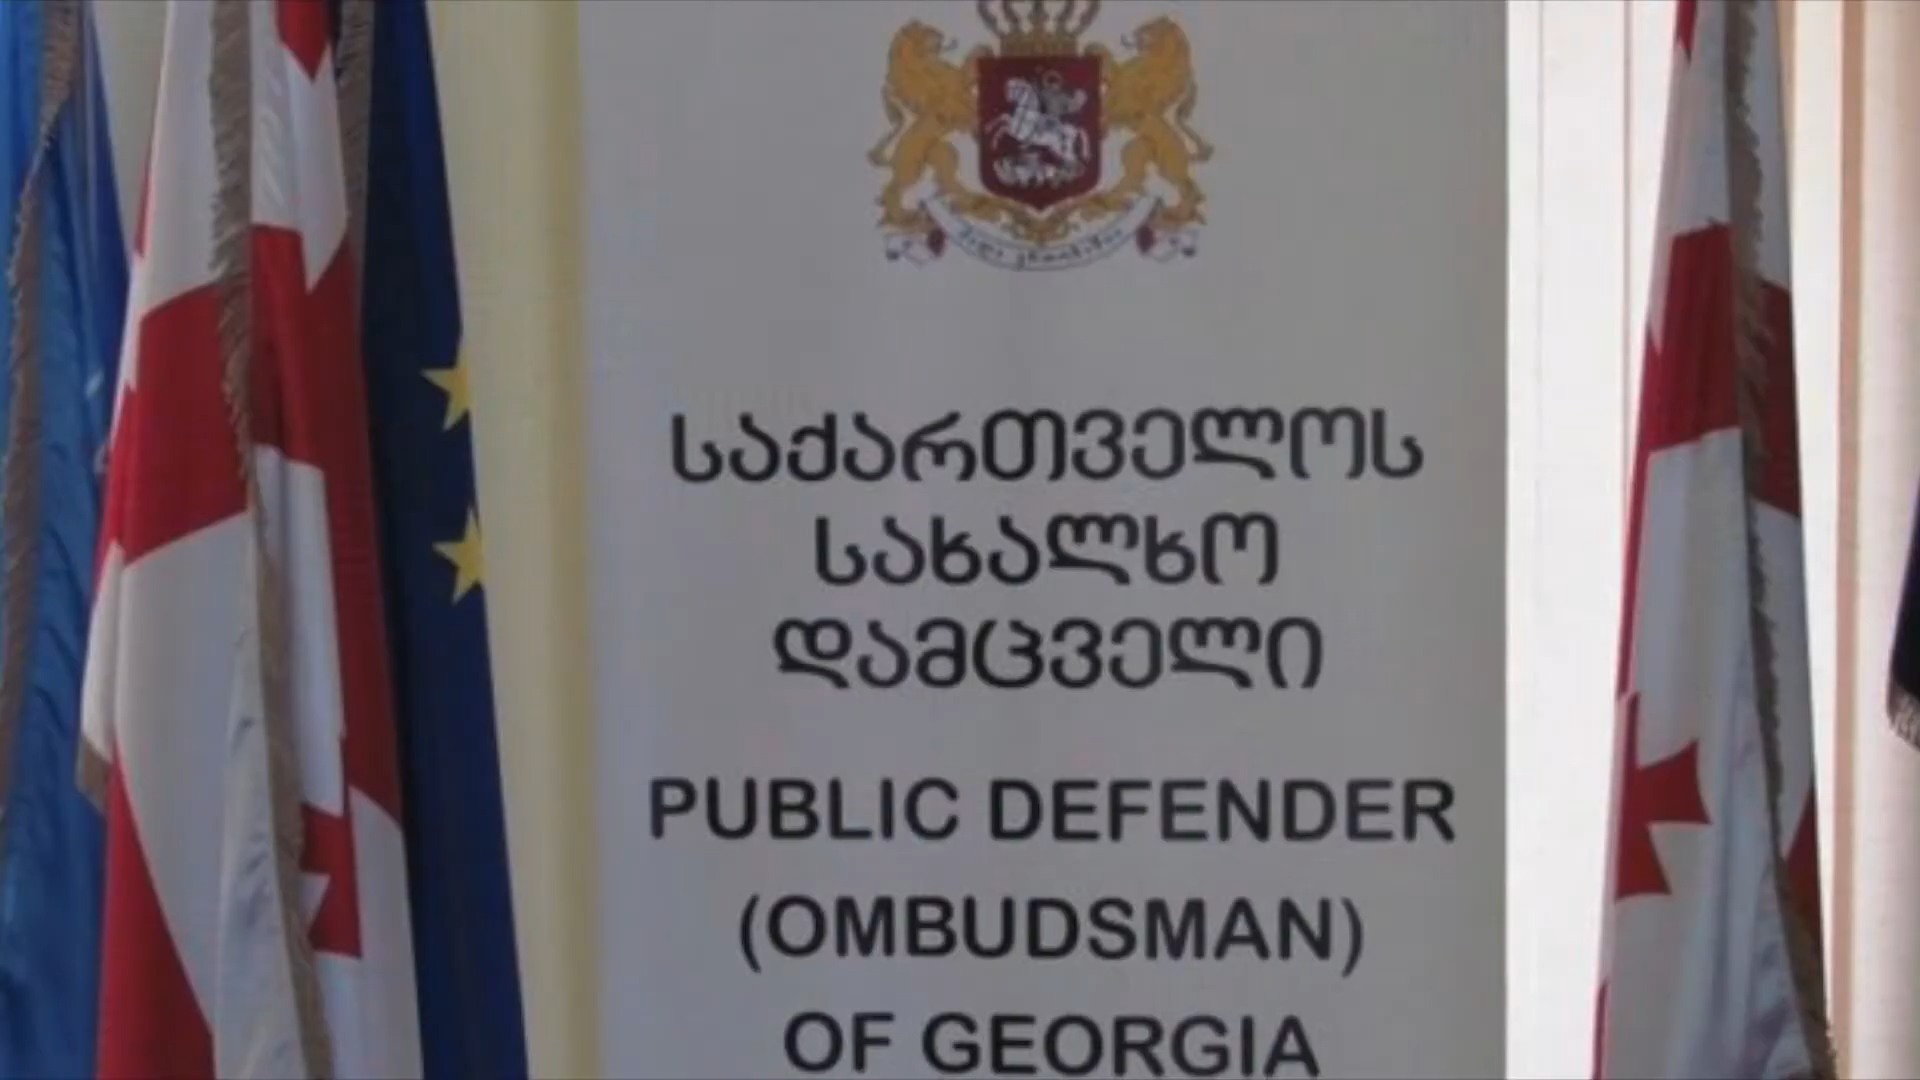 საქართველოს
სახალხო
დამცველი
PUBLIC DEFENDER
(OMBUDSMAN)
OF GEORGIA